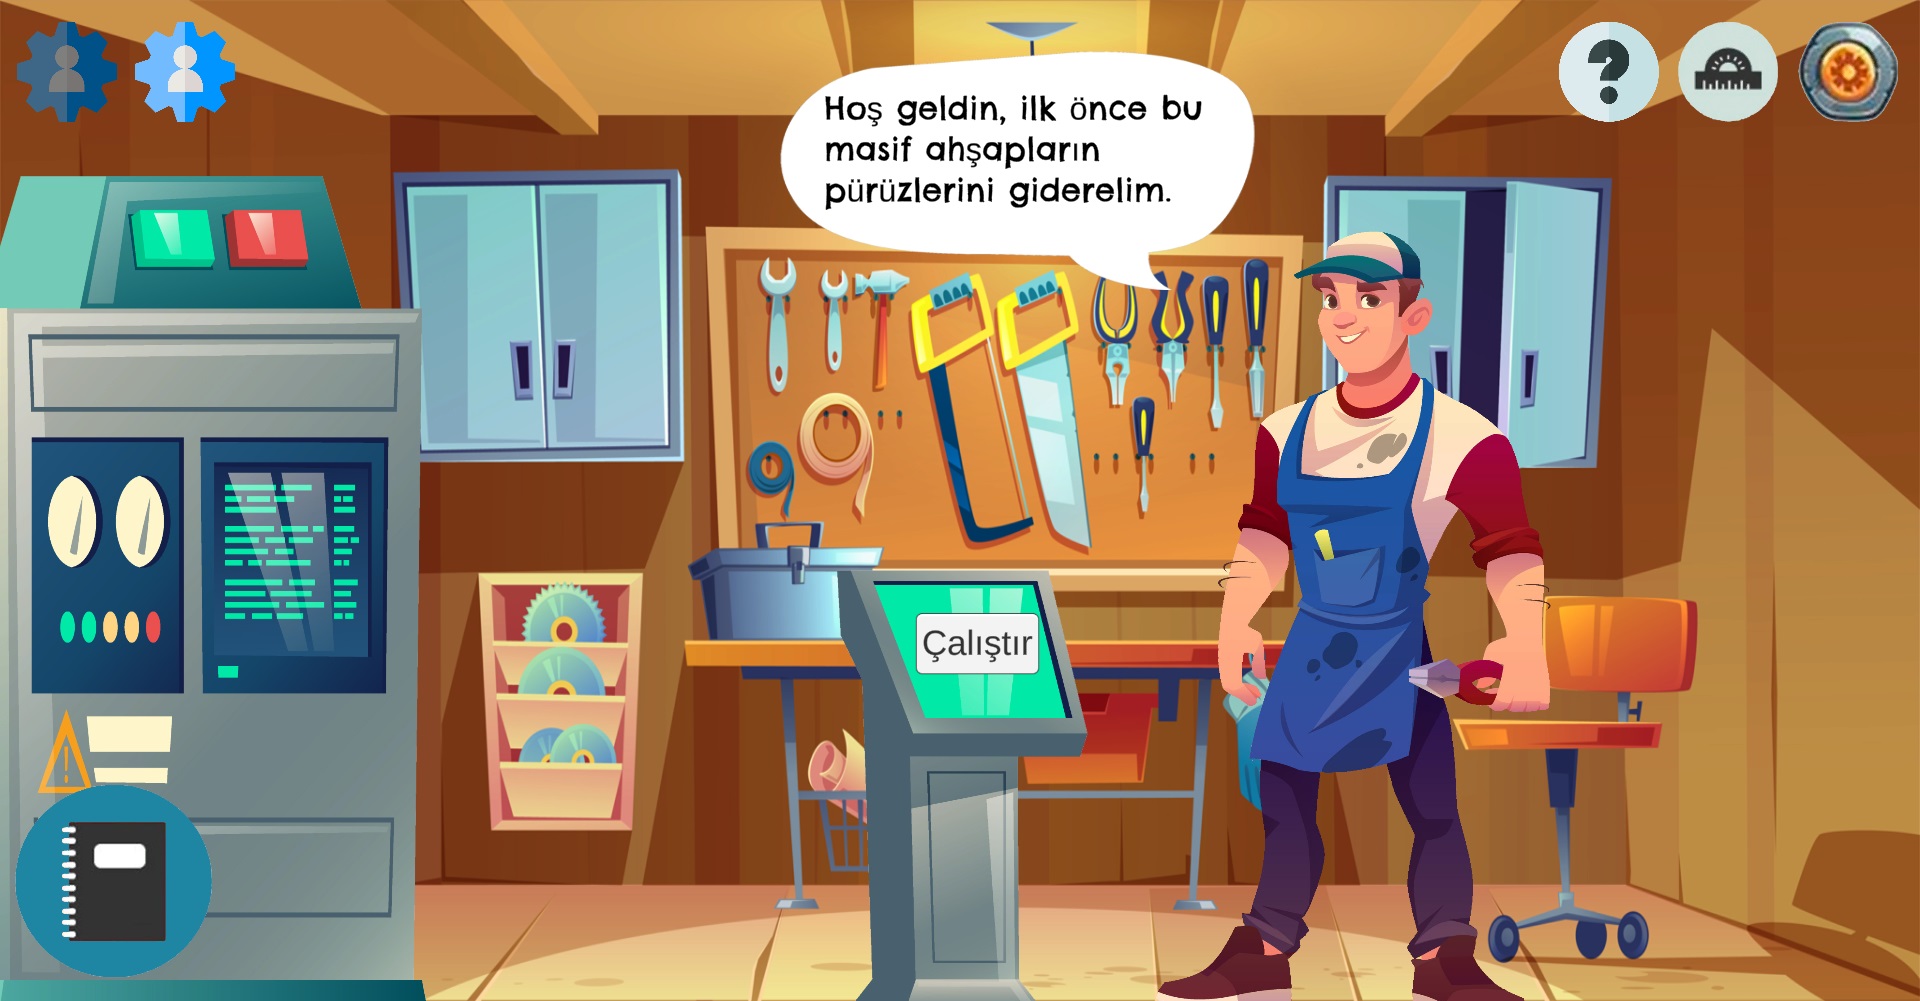 Hoş geldin, ilk önce bu
masif ahşapların
pürüzlerini giderelim.
Çalıştır